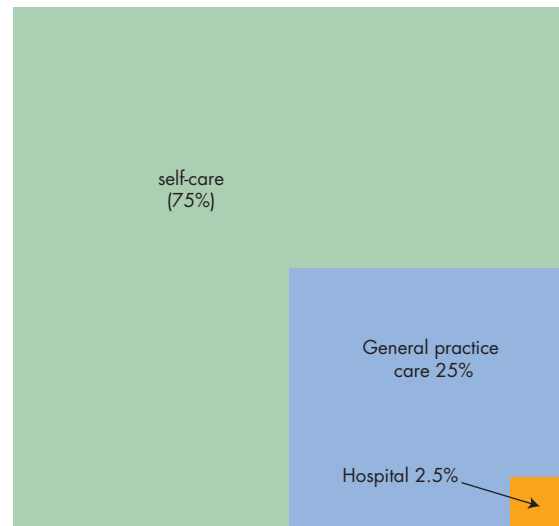 self-care
(75%)
General practice
care 25%
Hospital 2.5%